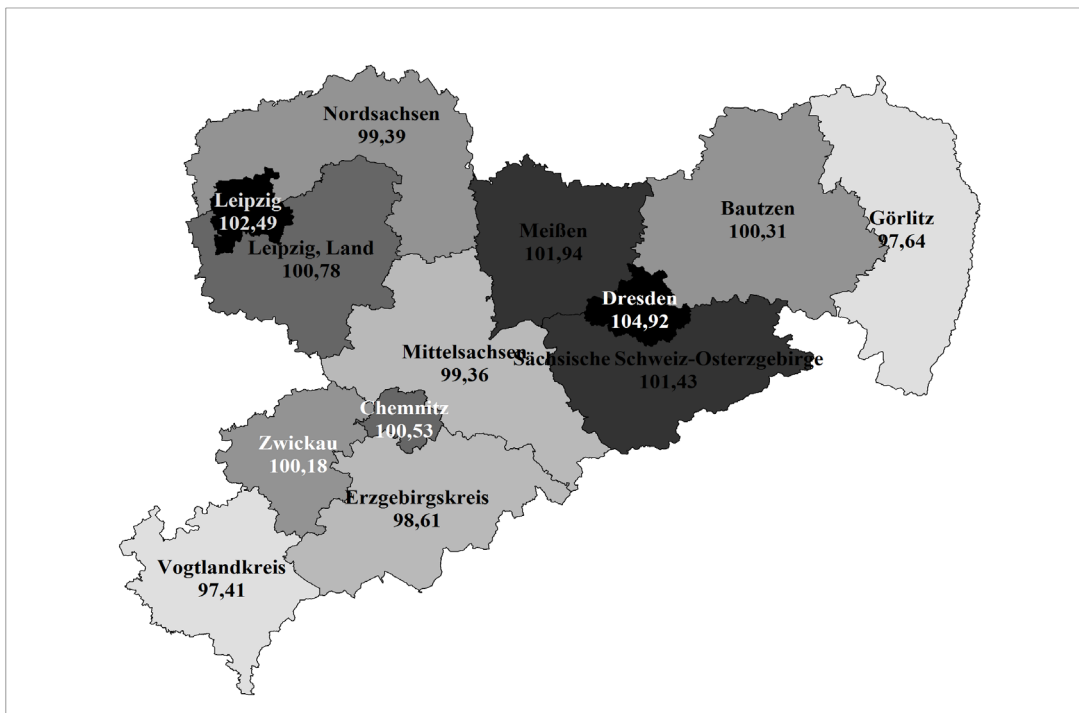 Nordsachsen
99,39
Leipzig
102,49
Leipzig, Land
100,78
Meißen
101,94
Bautzen
100,31
Görlitz
97,64
Dresden
104,92
Mittelsachsen
99,36
Sächsische Schweiz-Osterzgebirge
101,43
Chemnitz
100,53
Zwickau
100,18
Erzgebirgskreis
98,61
Vogtlandkreis
97,41